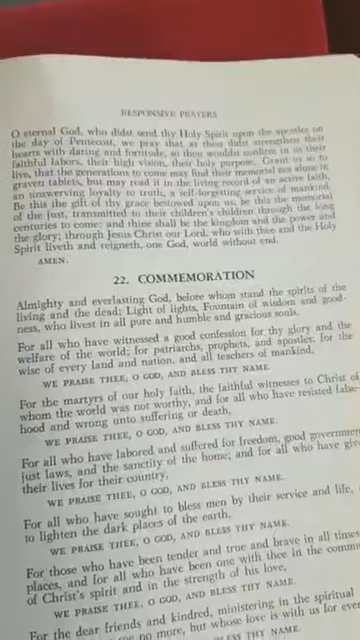 RESPONSIVE PRAYERS
O eternal God, who didst send thy Holy Spirit upon the apostles on
the day of Pentecost, we pray that as thou didst strengthen their
hearts with daring and fortitude, so thou wouldst confirm in us their
faithful labors, their high vision, their holy purpose. Grant us so to
live, that the generations to come may find their memorial not alone in
graven tablets, but may read it in the living record of an active faith,
an unswerving loyalty to truth, a self-forgetting service of mankind.
Be this the gift of thy grace bestowed upon us; be this the memorial
of the just, transmitted to their children's children through the long
centuries to come; and thine shall be the kingdom and the power and
the glory; through Jesus Christ our Lord, who with thee and the Holy
Spirit liveth and reigneth, one God, world without end.
AMEN.
22. COMMEMORATION
Almighty and everlasting God, before whom stand the spirits of the
living and the dead; Light of lights, Fountain of wisdom and good-
ness, who livest in all pure and humble and gracious souls.
For all who have witnessed a good confession for thy glory and the
welfare of the world; for patriarchs, prophets, and apostles; for the
wise of every land and nation, and all teachers of mankind,
WE PRAISE THEE, O GOD, AND BLESS THY NAME.
For the martyrs of our holy faith, the faithful witnesses to Christ of
whom the world was not worthy, and for all who have resisted false-
hood and wrong unto suffering or death,
WE PRAISE THEE, O GOD, AND BLESS THY NAME.
For all who have labored and suffered for freedom, good governmen
just laws, and the sanctity of the home; and for all who have give
their lives for their country,
WE PRAISE THEE, O GOD, AND BLESS THY NAME.
For all who have sought to bless men by their service and life,
to lighten the dark places of the earth,
WE PRAISE THEE, O GOD, AND BLESS THY NAME.
For those who have been tender and true and brave in all times
places, and for all who have been one with thee in the comm
of Christ's spirit and in the strength of his love,
WE PRAISE THEE, O GOD, AND BLESS THY NAME.
For the dear friends and kindred, ministering in the spiritual
no more, but whose love is with us for ever
BLESS THY NAME.